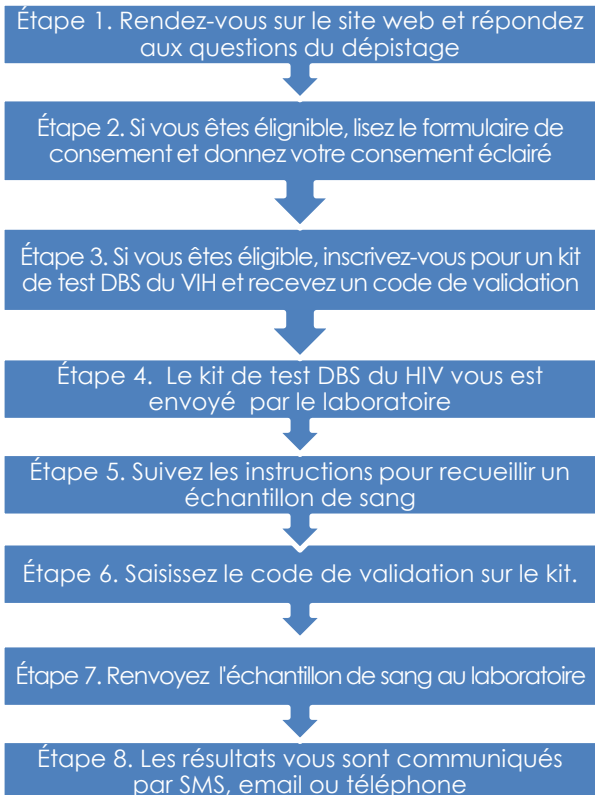 Étape 1. Rendez-vous sur le site web et répondez
aux questions du dépistage
Étape 2. Si vous êtes élignible, lisez le formulaire de
consement et donnez votre consement éclairé
Étape 3. Si vous êtes éligible, inscrivez-vous pour un kit
de test DBS du VIH et recevez un code de validation
Étape 4. Le kit de test DBS du HIV vous est
envoyé par le laboratoire
Étape 5. Suivez les instructions pour recueillir un
échantillon de sang
Étape 6. Saisissez le code de validation sur le kit.
Étape 7. Renvoyez l'échantillon de sang au laboratoire
Étape 8. Les résultats vous sont communiqués
par SMS, email ou téléphone